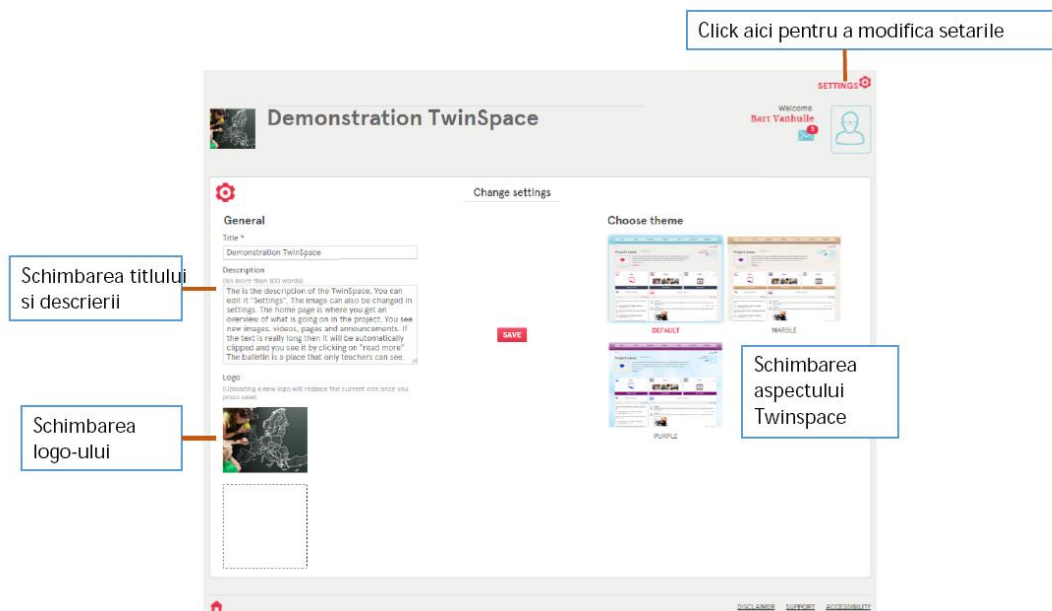 Click aici pentru a modifica setarile
SETTINGS
Demonstration TwinSpace
Welcome
Bart Vanhulle
Change settings
General
Title *
Demonstration TwinSpace
Description
(No more than 800 words)
The is the description of the TwinSpace. You can
edit it "Settings". The image can also be changed in
settings. The home page is where you get an
overview of what is going on in the project. You see
new images, videos, pages and announcements. If
the text is really long then it will be automatically
clipped and you see it by clicking on "read more".
The bulletin is a place that only teachers can see.
Schimbarea titlului
si descrierii
Logo
(Uploading a new logo will replace the current one once you
press save)
Schimbarea
logo-ului
SAVE
Choose theme
DEFAULT
MARBLE
PURPLE
Schimbarea
aspectului
Twinspace
DISCLAIMER SUPPORT ACCESSIBILITY